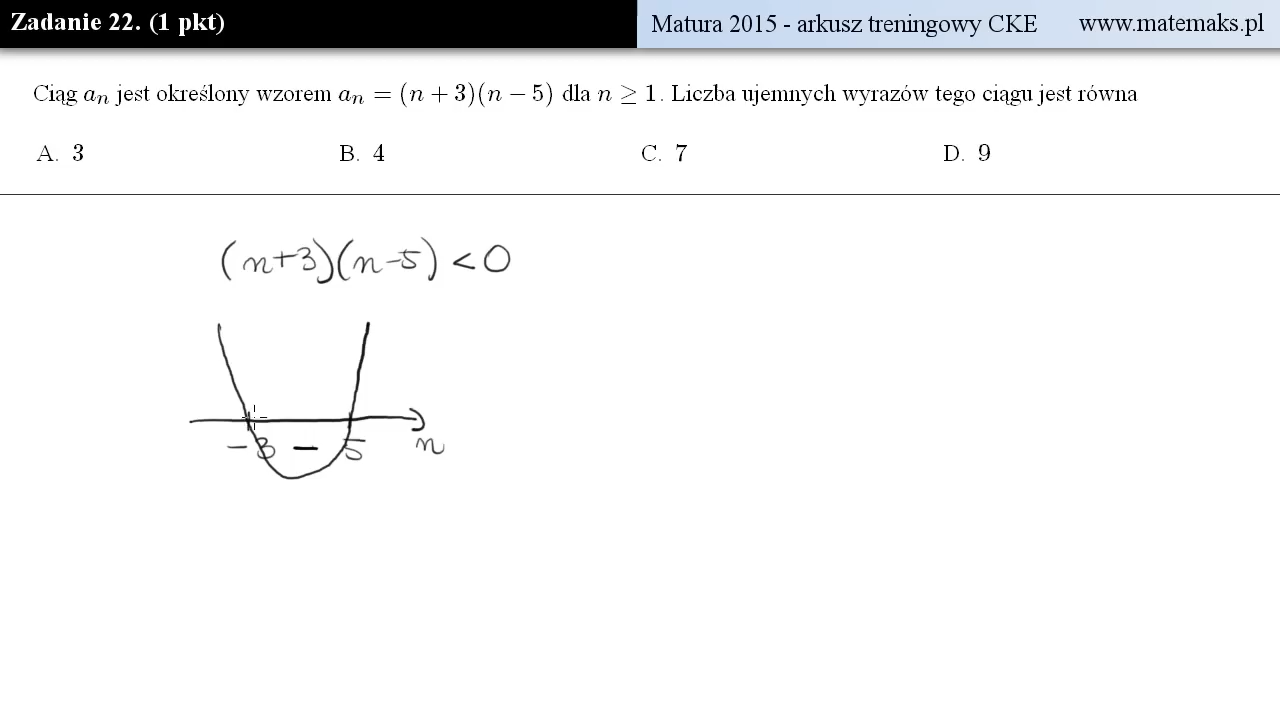 Zadanie 22. (1 pkt)
Matura 2015 - arkusz treningowy CKE www.matemaks.pl
Ciąg aₙ jest określony wzorem aₙ = (n + 3)(n − 5) dla n ≥ 1. Liczba ujemnych wyrazów tego ciągu jest równa
A. 3 B. 4 C. 7 D. 9
(n+3)(n-5) < 0
-3 - 5 n